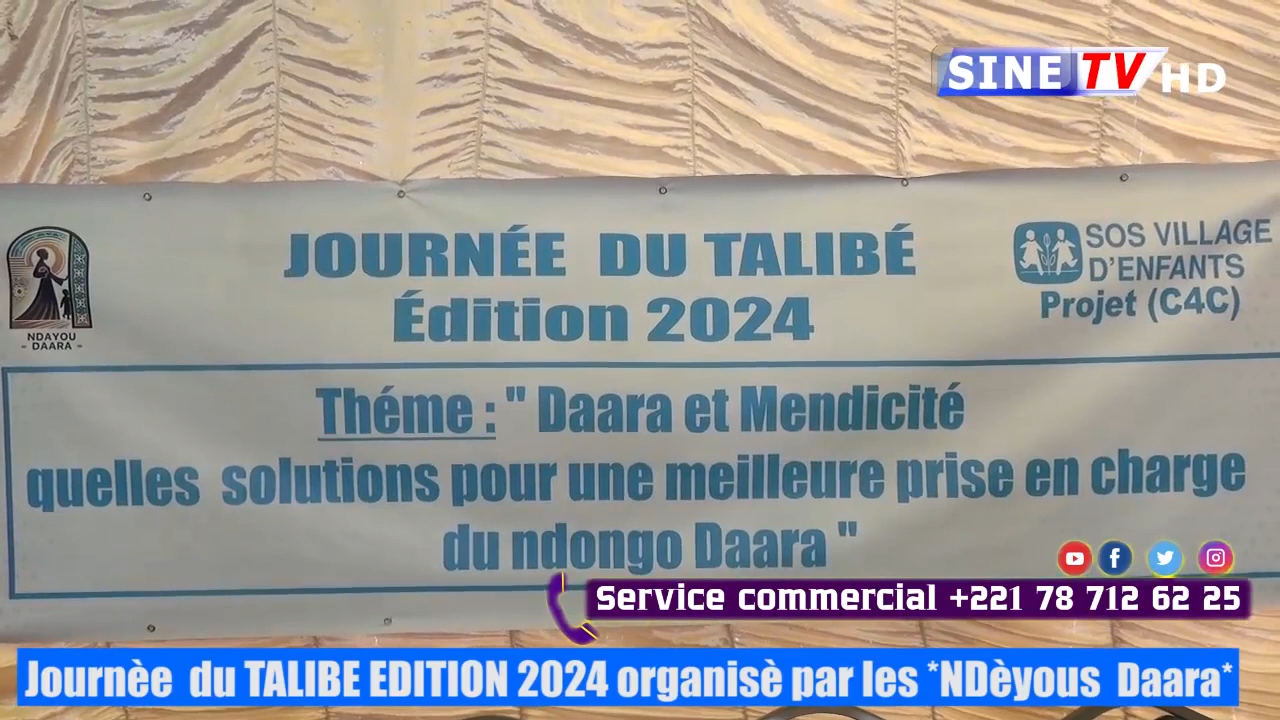 SINE TV HD
JOURNÉE DU TALIBÉ
Édition 2024
NDAYOU
- DAARA -
SOS VILLAGE
D'ENFANTS
Projet (C4C)
Théme : " Daara et Mendicité
quelles solutions pour une meilleure prise en charge
du ndongo Daara "
Service commercial +221 78 712 62 25
Journèe du TALIBE EDITION 2024 organisè par les *NDèyous Daara*